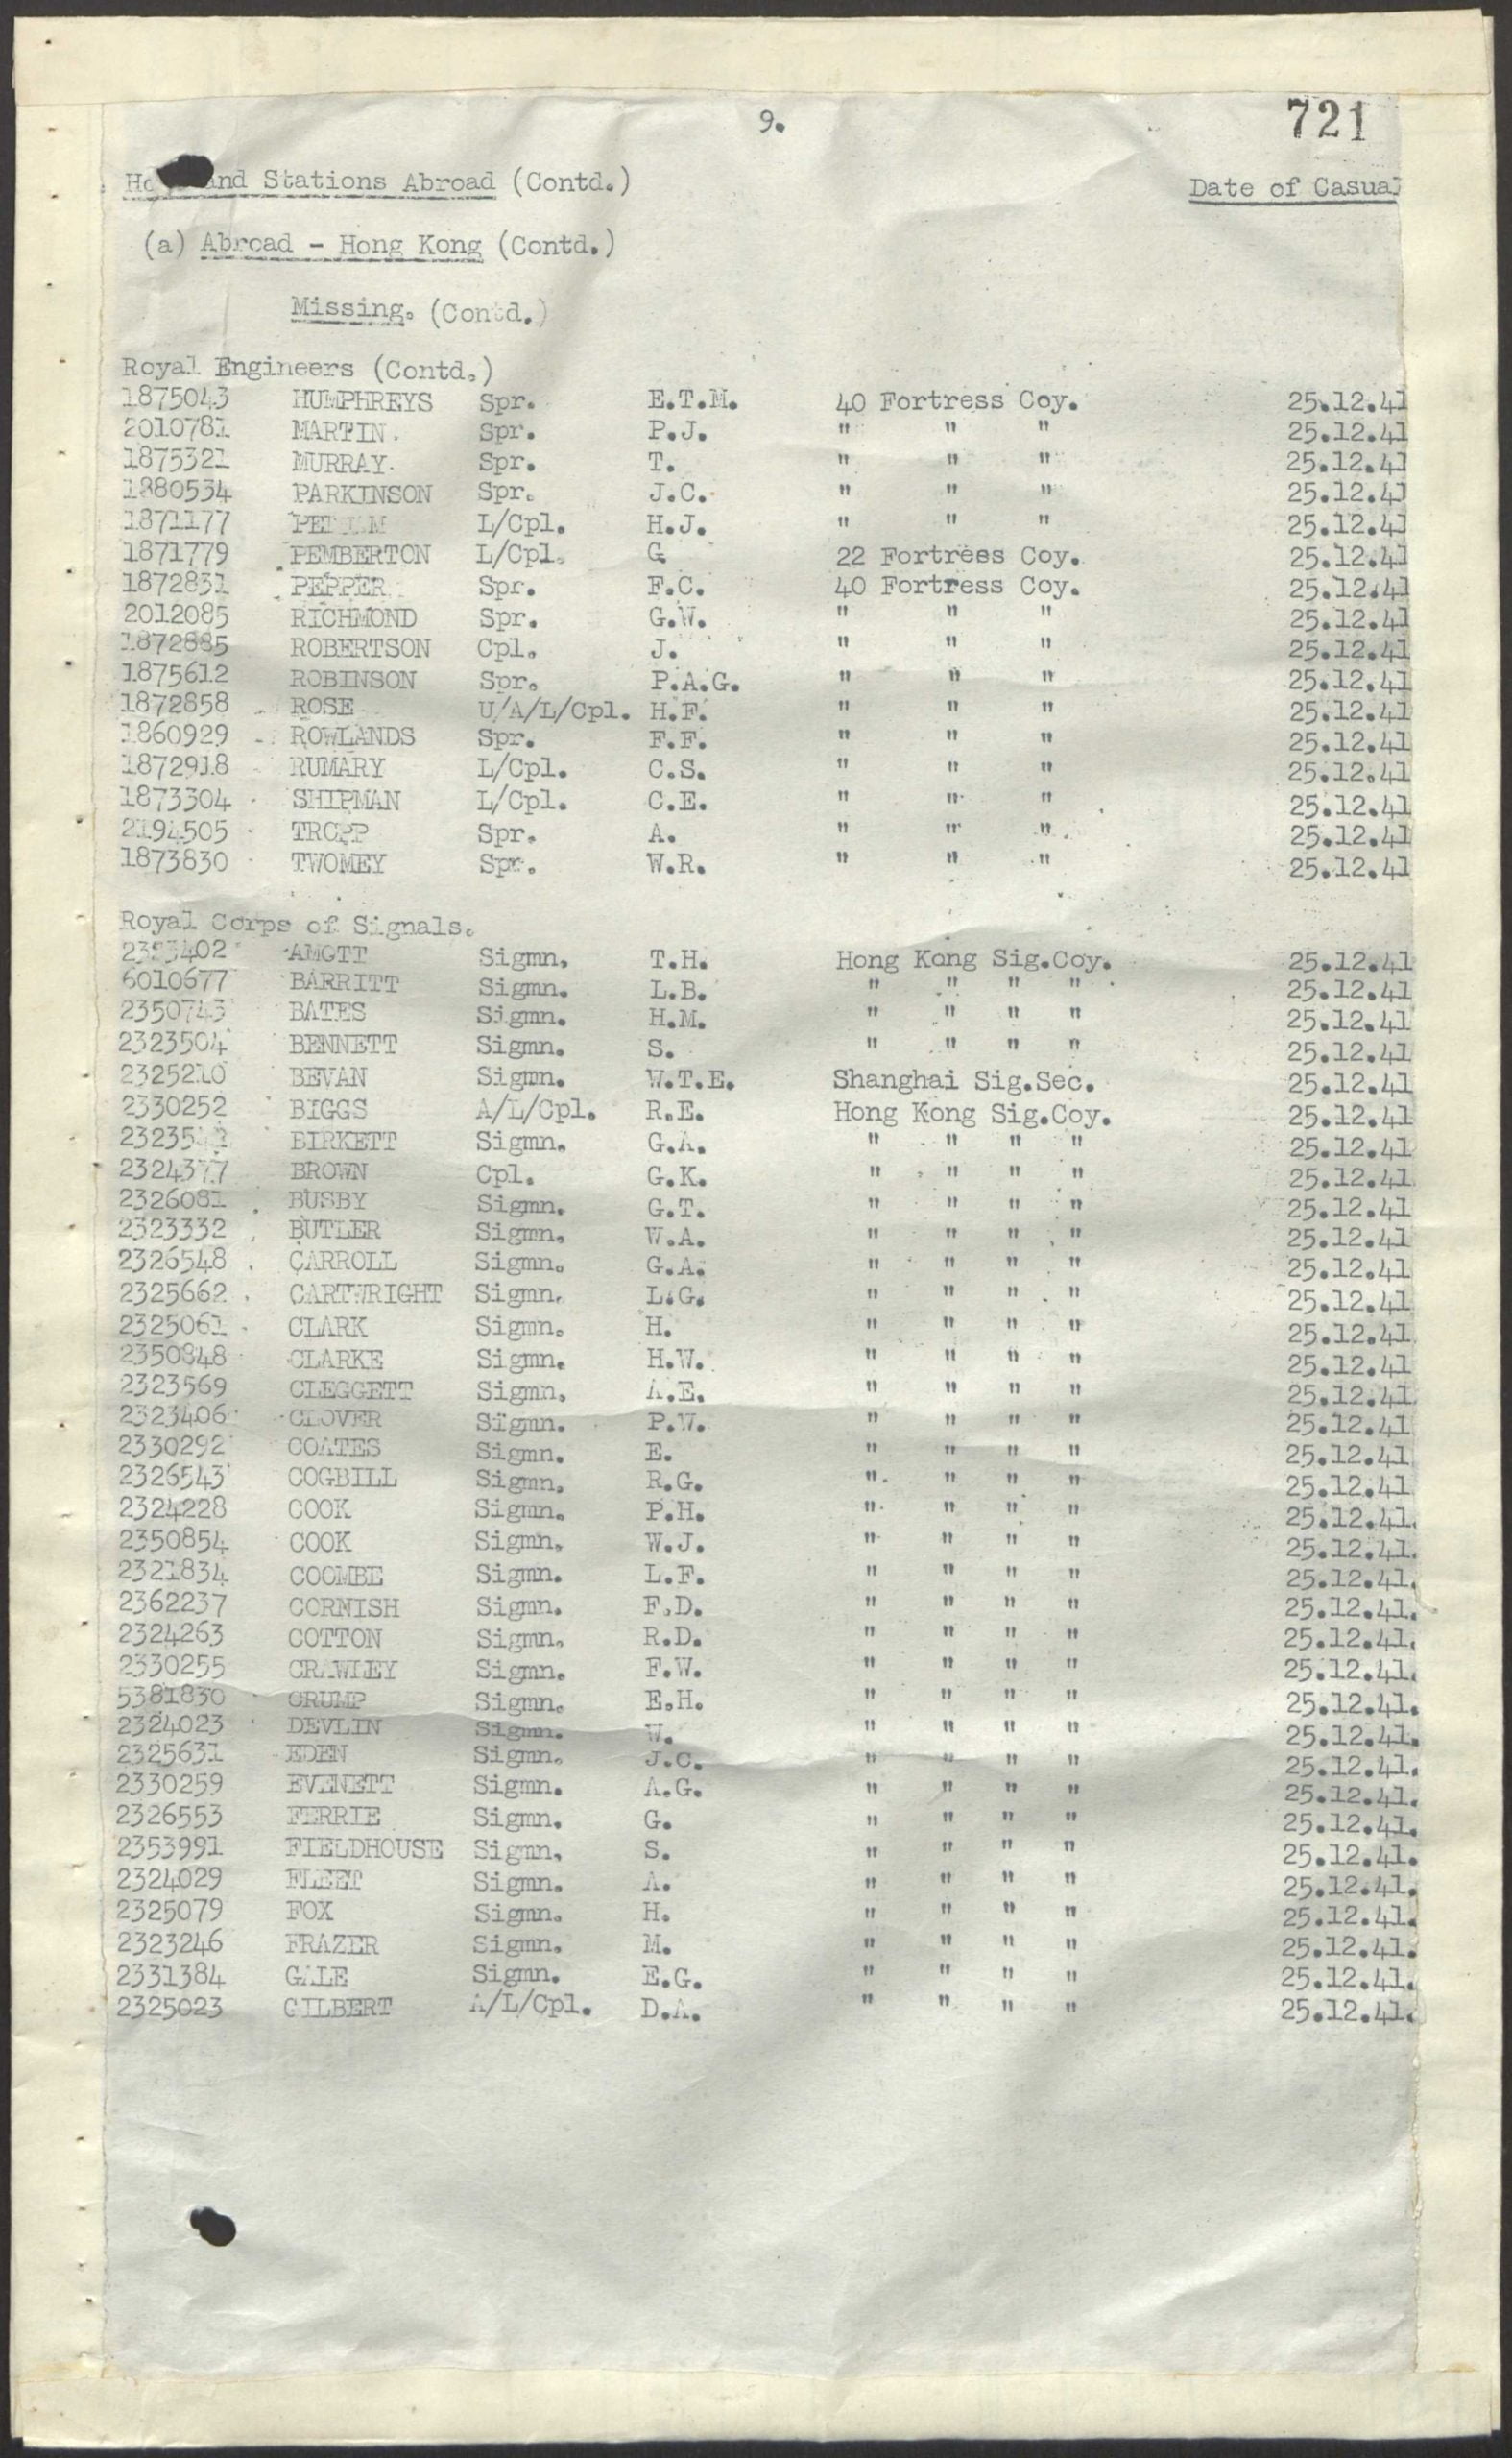 9.
721
and Stations Abroad (Contd.)
Date of Casual
(a) Abroad - Hong Kong (Contd.)
Missing. (Contd.)
Royal Engineers (Contd.)
1875043 HUMPHREYS Spr. E.T.M. 40 Fortress Coy. 25.12.41
2010781 MARTIN. Spr. P.J. " " " 25.12.41
1875321 MURRAY. Spr. T. " " " 25.12.41
1880534 PARKINSON Spr. J.C. " " " 25.12.41
1871177 L/Cpl. H.J. " " " 25.12.41
1871779 PEMBERTON L/Cpl. G 22 Fortress Coy. 25.12.41
1872831 PEPPER Spr. F.C. 40 Fortress Coy. 25.12.41
2012085 RICHMOND Spr. G.W. " " " 25.12.41
1872885 ROBERTSON Cpl. J. " " " 25.12.41
1875612 ROBINSON Spr. P.A.G. " " " 25.12.41
1872858 ROSE U/A/L/Cpl. H.F. " " " 25.12.41
1860929 ROWLANDS Spr. F.F. " " " 25.12.41
1872918 RUMARY L/Cpl. C.S. " " " 25.12.41
1873304 SHIPMAN L/Cpl. C.E. " " " 25.12.41
2194505 TROPP Spr. A. " " " 25.12.41
1873830 TWOMEY Spr. W.R. " " " 25.12.41
Royal Corps of Signals.
AMOTT Sigmn. T.H. Hong Kong Sig.Coy. 25.12.41
6010677 BARRITT Sigmn. L.B. " " " " 25.12.41
2350743 BATES Sigmn. H.M. " " " " 25.12.41
2323504 BENNETT Sigmn. S. " " " " 25.12.41
2325210 BEVAN Sigmn. W.T.E. Shanghai Sig.Sec. 25.12.41
2330252 BIGGS A/L/Cpl. R.E. Hong Kong Sig.Coy. 25.12.41
BIRKETT Sigmn. G.A. " " " " 25.12.41
2324377 BROWN Cpl. G.K. " " " " 25.12.41
2326081 BUSBY Sigmn. G.T. " " " " 25.12.41
2323332 BUTLER Sigmn. W.A. " " " " 25.12.41
2326548 CARROLL Sigmn. G.A. " " " " 25.12.41
2325662 CARTWRIGHT Sigmn. L.G. " " " " 25.12.41
2325061 CLARK Sigmn. H. " " " " 25.12.41
2350848 CLARKE Sigmn. H.W. " " " " 25.12.41
2323569 CLEGGETT Sigmn. A.E. " " " " 25.12.41
2323406 CLOVER Sigmn. P.W. " " " " 25.12.41
2330292 COATES Sigmn. E. " " " " 25.12.41
2326543 COGBILL Sigmn. R.G. " " " " 25.12.41
2324228 COOK Sigmn. P.H. " " " " 25.12.41.
2350854 COOK Sigmn. W.J. " " " " 25.12.41.
2321834 COOMBE Sigmn. L.F. " " " " 25.12.41.
2362237 CORNISH Sigmn. F.D. " " " " 25.12.41.
2324263 COTTON Sigmn. R.D. " " " " 25.12.41.
2330255 CRAWLEY Sigmn. F.W. " " " " 25.12.41.
5381830 CRUMP Sigmn. E.H. " " " " 25.12.41.
2324023 DEVLIN Sigmn. W. " " " " 25.12.41.
2325631 EDEN Sigmn. J.C. " " " " 25.12.41.
2330259 EVENETT Sigmn. A.G. " " " " 25.12.41.
2326553 FERRIE Sigmn. G. " " " " 25.12.41.
2353991 FIELDHOUSE Sigmn. S. " " " " 25.12.41.
2324029 FLEET Sigmn. A. " " " " 25.12.41.
2325079 FOX Sigmn. H. " " " " 25.12.41.
2323246 FRAZER Sigmn. M. " " " " 25.12.41.
2331384 GALE Sigmn. E.G. " " " " 25.12.41.
2325023 GILBERT A/L/Cpl. D.A. " " " " 25.12.41.